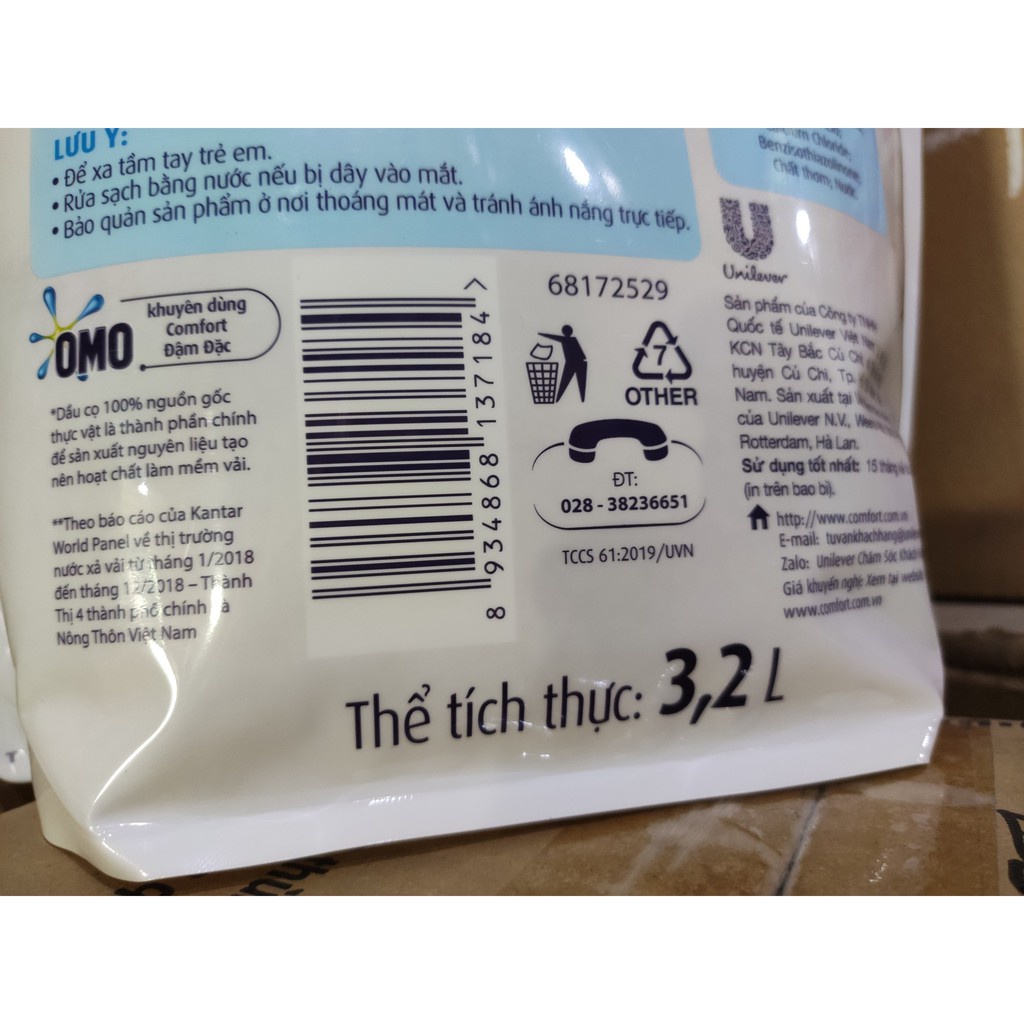 LƯU Ý:
• Để xa tầm tay trẻ em.
• Rửa sạch bằng nước nếu bị dây vào mắt.
• Bảo quản sản phẩm ở nơi thoáng mát và tránh ánh nắng trực tiếp.
Chloride,
Benzisothiazolinone,
Chất thơm, Nước
OMO
khuyên dùng
Comfort
Đậm Đặc
*Dầu cọ 100% nguồn gốc
thực vật là thành phần chính
để sản xuất nguyên liệu tạo
nên hoạt chất làm mềm vải.
**Theo báo cáo của Kantar
World Panel về thị trường
nước xả vải từ tháng 1/2018
đến tháng 12/2018 – Thành
Thị 4 thành phố chính và
Nông Thôn Việt Nam
8 934868 137184 >
68172529
7
OTHER
ĐT:
028 - 38236651
TCCS 61:2019/UVN
Unilever
Sản phẩm của Công ty
Quốc tế Unilever Việt
KCN Tây Bắc Củ Chi
huyện Củ Chi, Tp.
Nam. Sản xuất tại
của Unilever N.V.,
Rotterdam, Hà Lan.
Sử dụng tốt nhất: 15 tháng
(in trên bao bì).
http://www.comfort.com.vn
E-mail:
Zalo: Unilever Chăm Sóc Khách
Giá khuyến nghị: Xem tại website
www.comfort.com.vn
Thể tích thực: 3,2 L